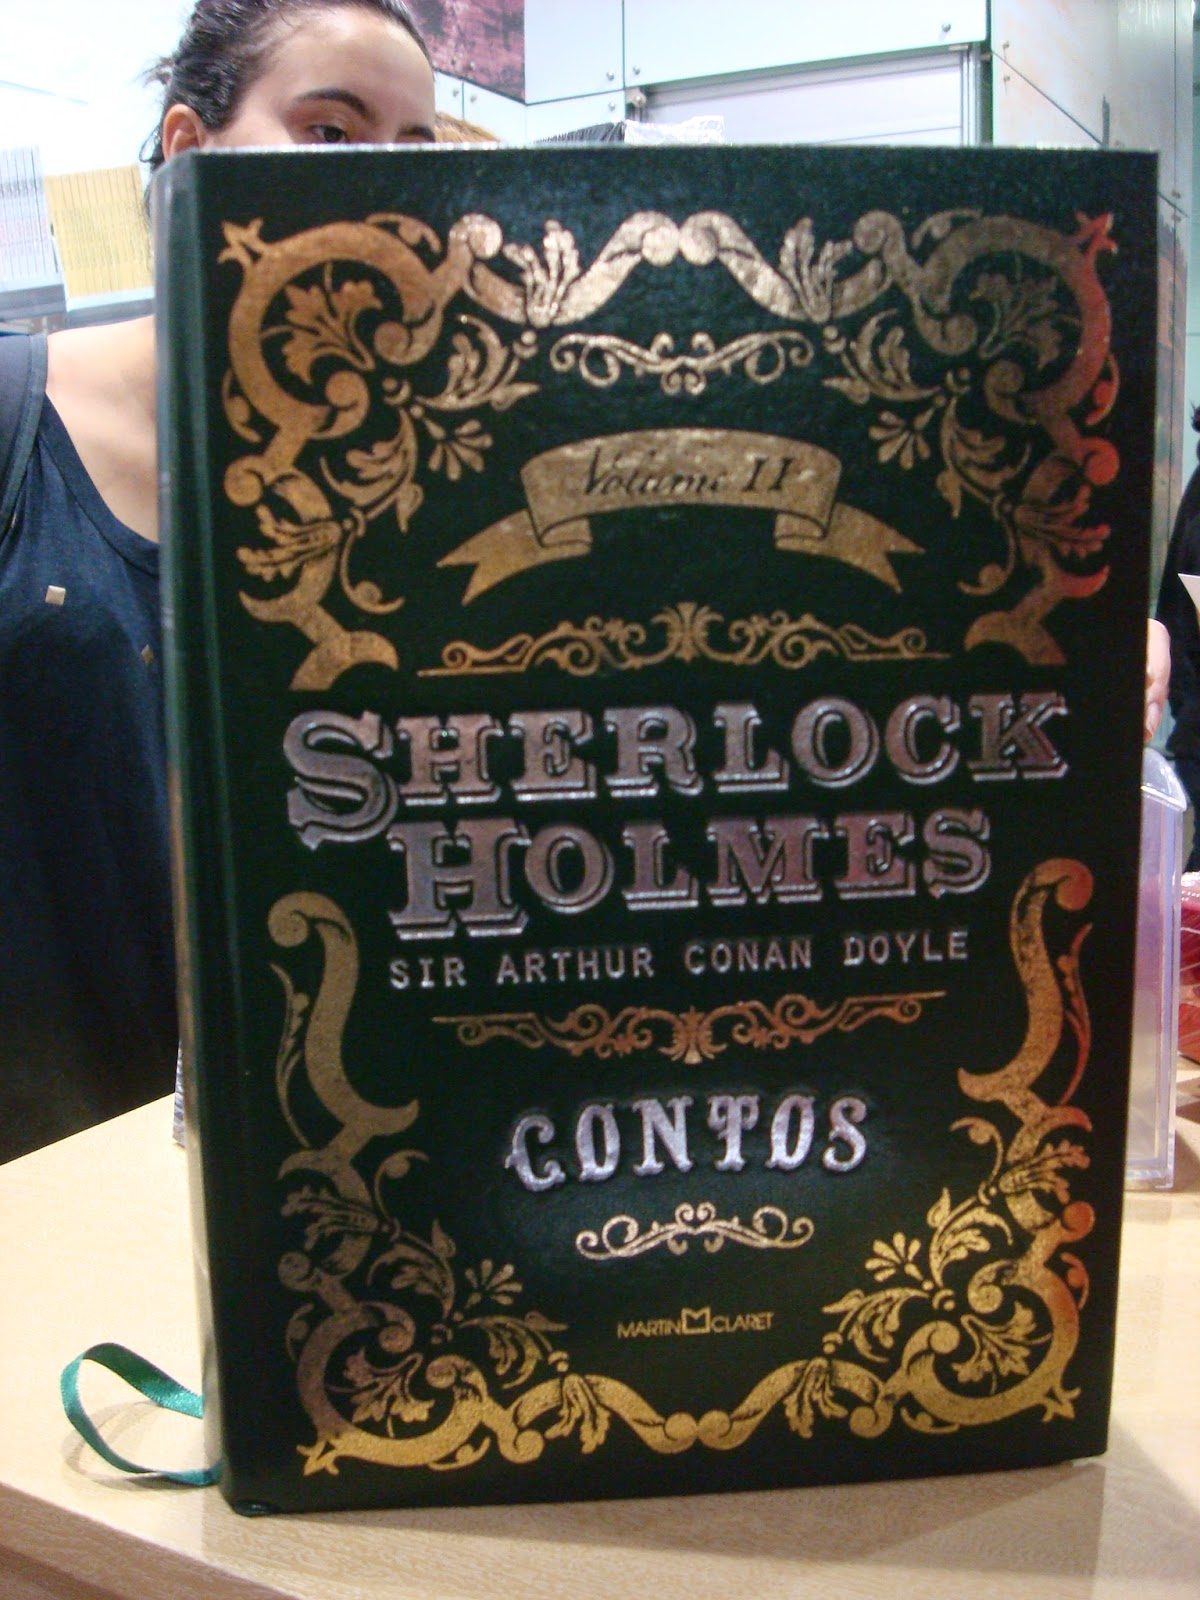 Volume II
SHERLOCK
HOLMES
SIR ARTHUR CONAN DOYLE
CONTOS
MARTIN CLARET